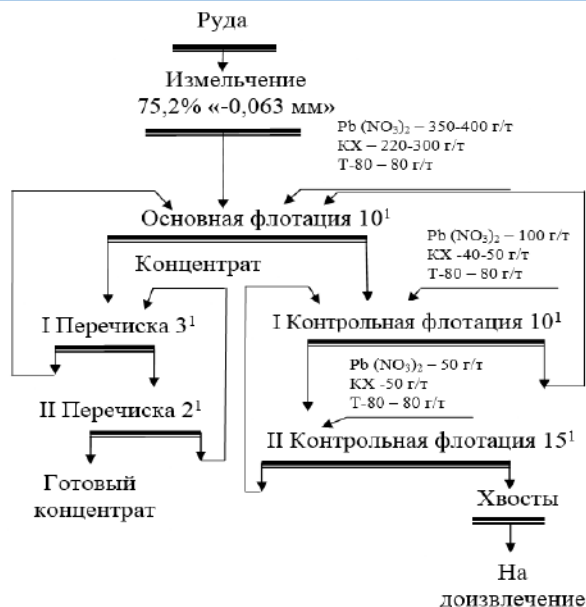 Руда
Измельчение
75,2% «-0,063 мм»
Pb (NO₃)₂ – 350-400 г/т
КХ – 220-300 г/т
Т-80 – 80 г/т
Основная флотация 10¹
Концентрат
Pb (NO₃)₂ – 100 г/т
КХ -40-50 г/т
Т-80 – 80 г/т
I Перечиска 3¹
I Контрольная флотация 10¹
Pb (NO₃)₂ – 50 г/т
КХ -50 г/т
Т-80 – 80 г/т
II Перечиска 2¹
II Контрольная флотация 15¹
Готовый
концентрат
Хвосты
На
доизвлечение